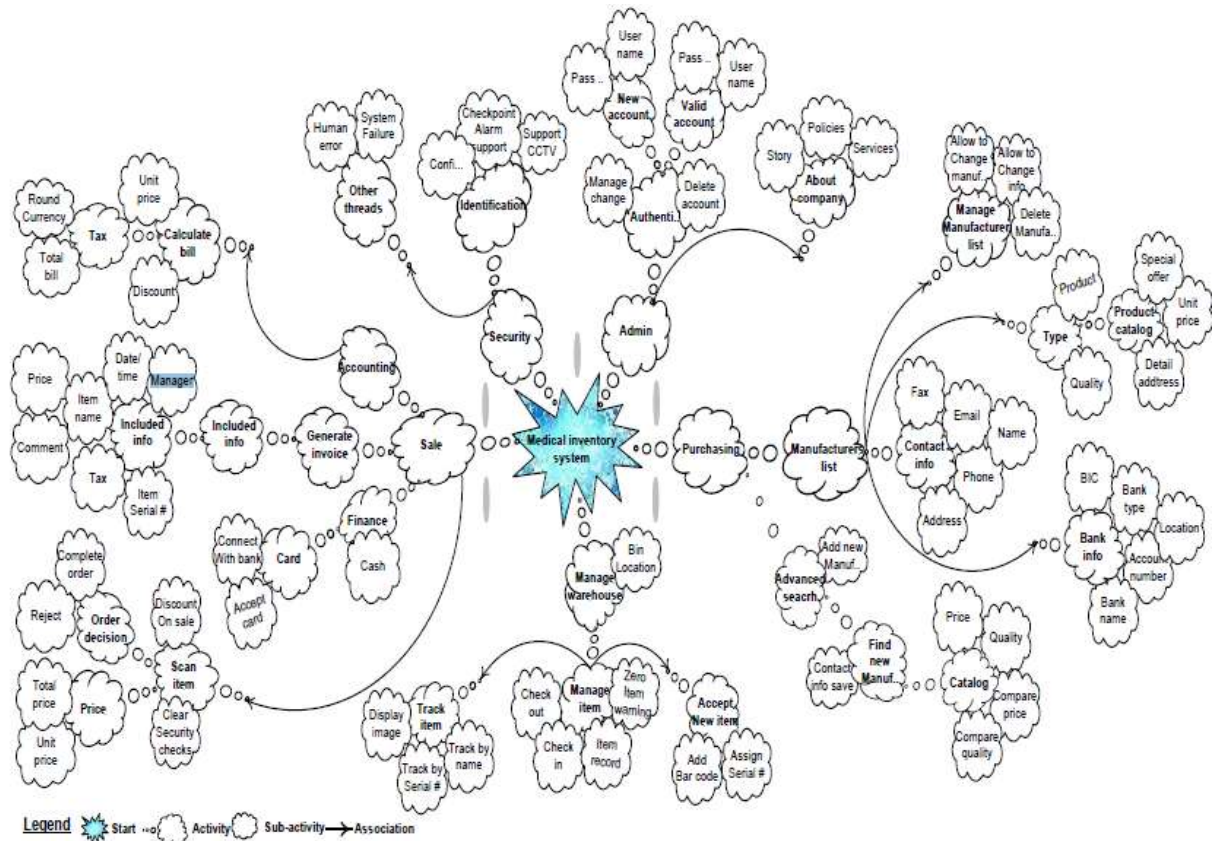 User
name
Pass ..
New
account
Pass ..
User
name
Valid
account
Manage
change
Delete
account
Authenti..
Human
error
System
Failure
Other
threads
Checkpoint
Alarm
support
Support
CCTV
Confi...
Identification
Story
Policies
Services
About
company
Allow to
Change
manuf..
Allow to
Change
info
Manage
Manufacturer
list
Delete
Manufa..
Unit
price
Round
Currency
Tax
Calculate
bill
Total
bill
Discount
Security
Admin
Product
Special
offer
Type
Product
catalog
Unit
price
Quality
Detail
addtress
Accounting
Date/
time
Manager
Price
Item
name
Included
info
Included
info
Generate
invoice
Sale
Medical inventory
system
Purchasing
Manufacturers
list
Comment
Tax
Item
Serial #
Fax
Email
Name
Contact
info
Phone
Address
Finance
Connect
With bank
Card
Cash
Accept
card
BIC
Bank
type
Location
Bank
info
Account
number
Bank
name
Manage
warehouse
Bin
Location
Add new
Manuf..
Advanced
seacrh.
Find
new
Manuf..
Contact
info save
Price
Quality
Catalog
Compare
price
Compare
quality
Complete
order
Reject
Order
decision
Discount
On sale
Scan
item
Total
price
Price
Unit
price
Clear
Security
checks
Display
image
Track
item
Track by
name
Track by
Serial #
Check
out
Manage
item
Zero
Item
warning
Check
in
Item
record
Accept
New item
Add
Bar code
Assign
Serial #
Legend
Start
Activity
Sub-activity
Association